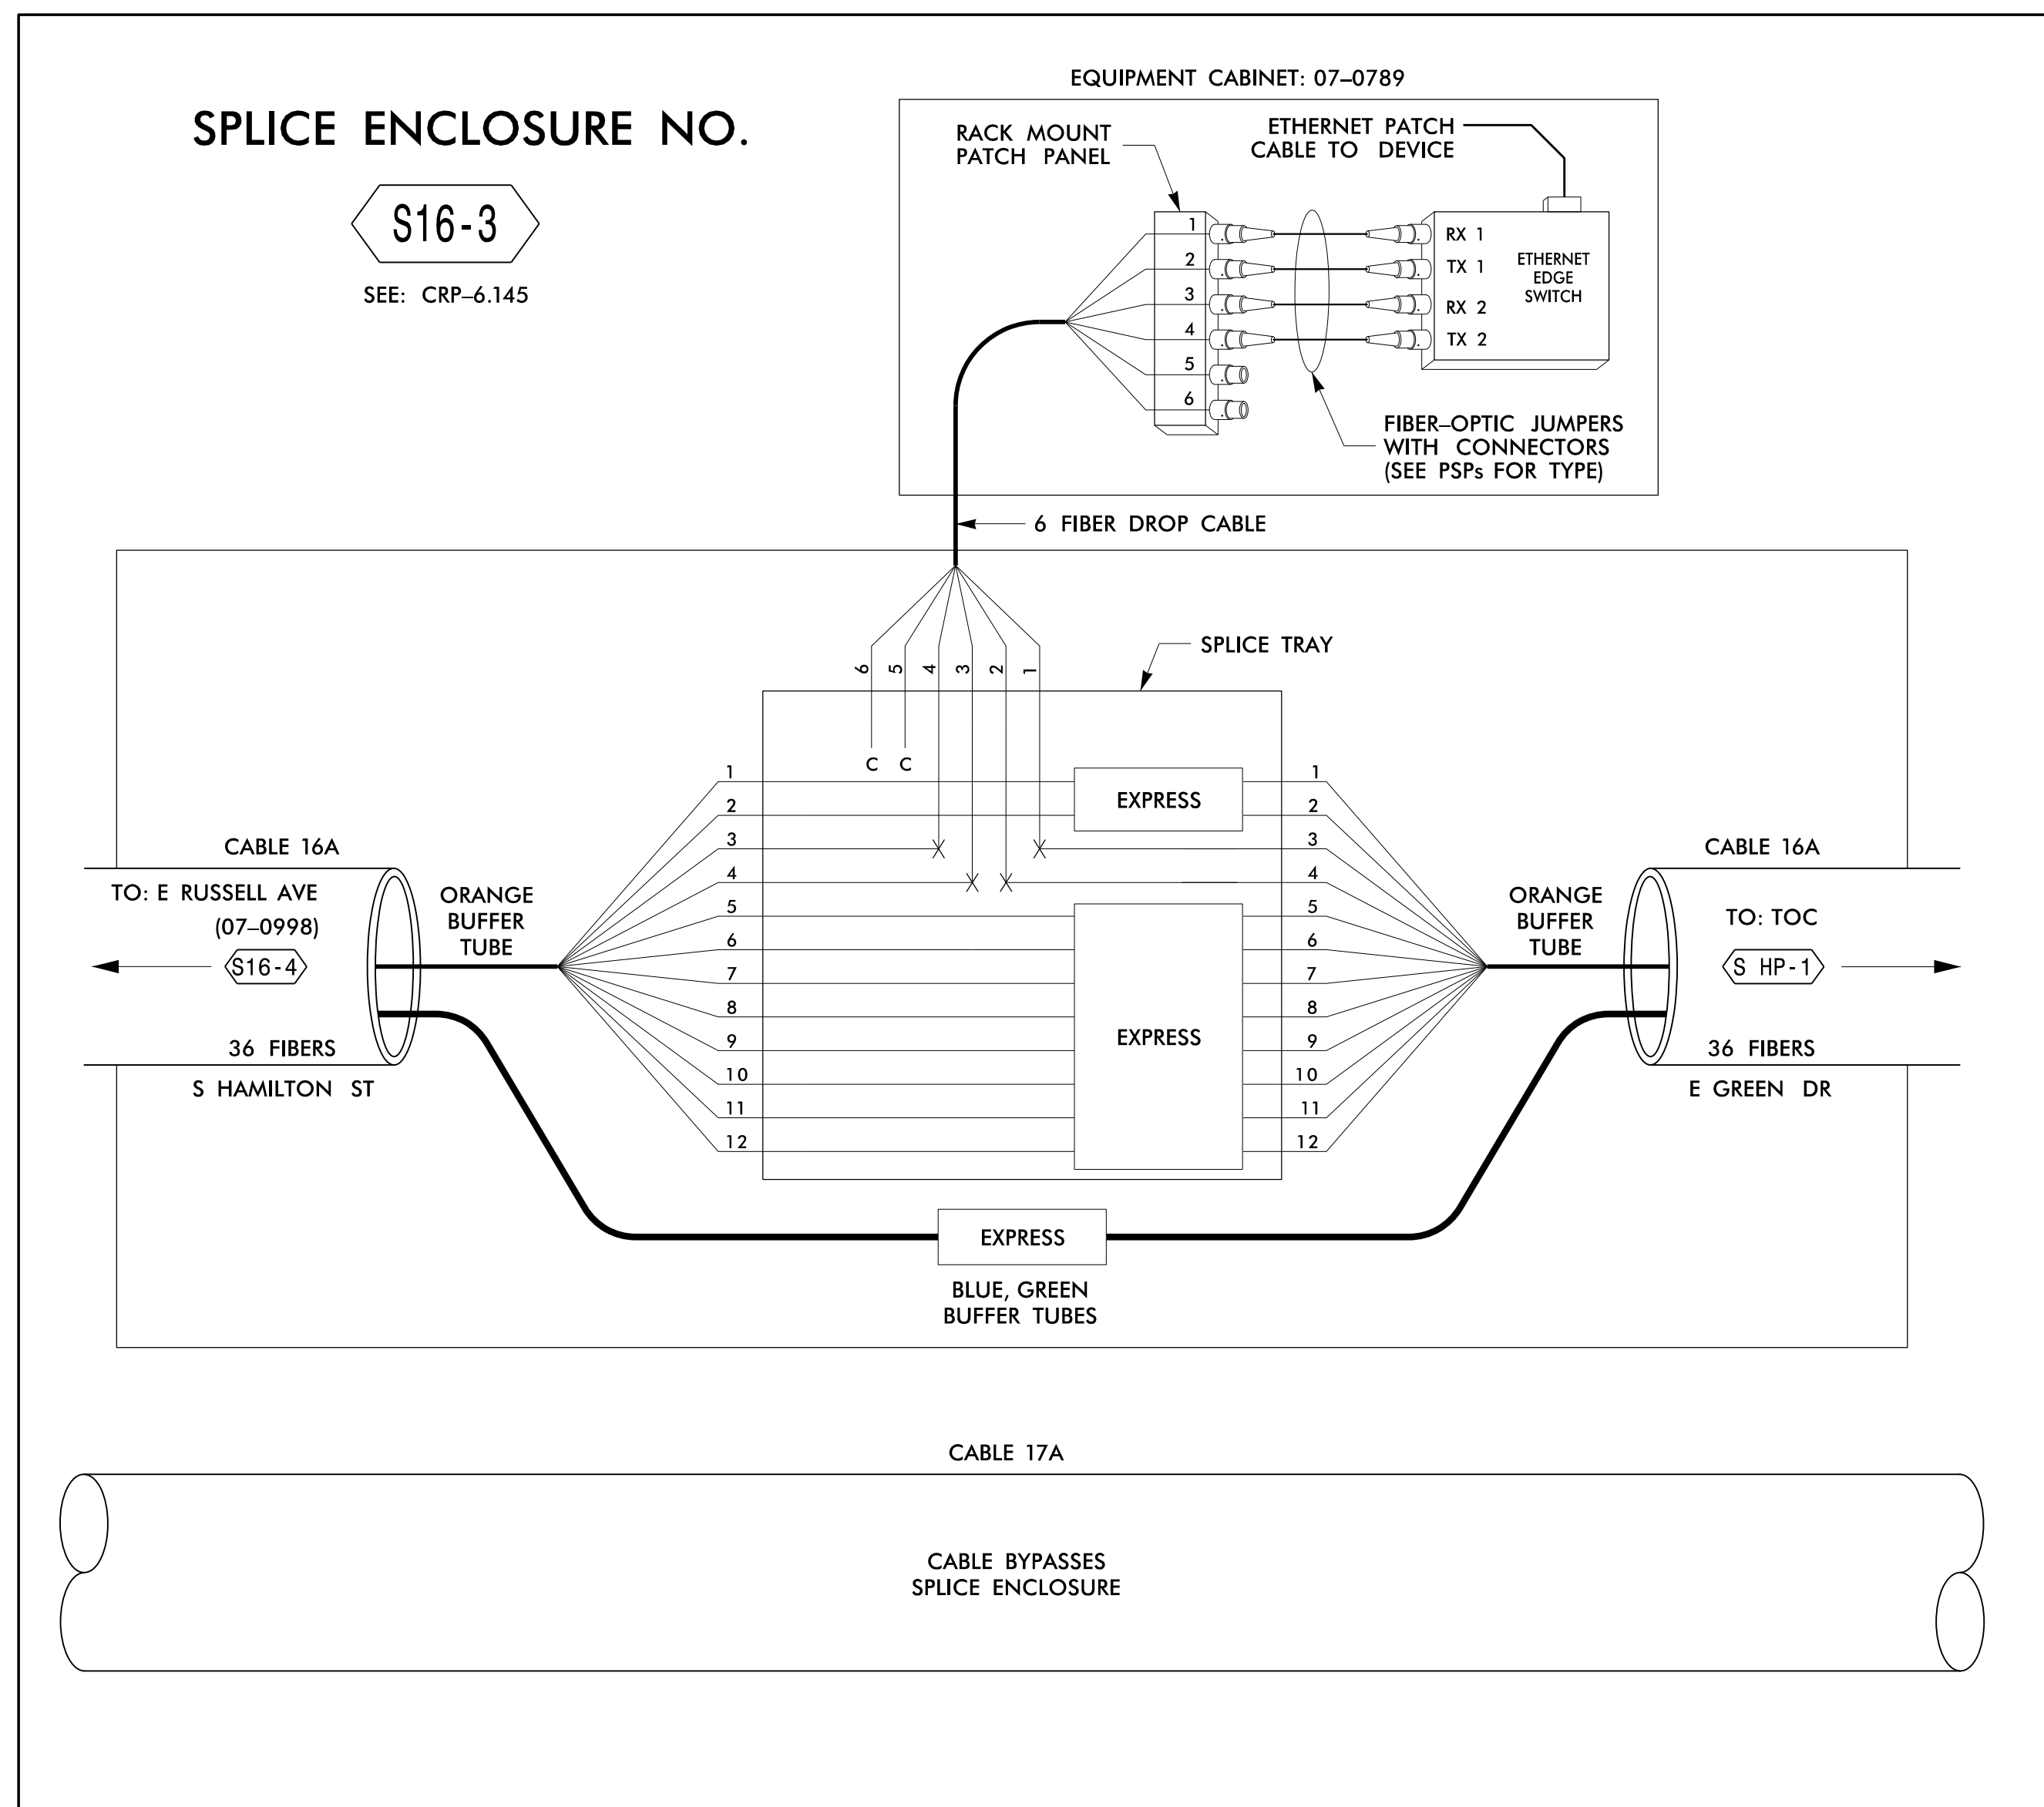 SPLICE ENCLOSURE NO.
S16-3
SEE: CRP–6.145
EQUIPMENT CABINET: 07–0789
RACK MOUNT
PATCH PANEL
ETHERNET PATCH
CABLE TO DEVICE
1
2
3
4
5
6
RX 1
TX 1
RX 2
TX 2
ETHERNET
EDGE
SWITCH
FIBER–OPTIC JUMPERS
WITH CONNECTORS
(SEE PSPs FOR TYPE)
6 FIBER DROP CABLE
SPLICE TRAY
6 5 4 3 2 1
C C
CABLE 16A
TO: E RUSSELL AVE
(07–0998)
S16-4
36 FIBERS
S HAMILTON ST
ORANGE
BUFFER
TUBE
1
2
3
4
5
6
7
8
9
10
11
12
EXPRESS
EXPRESS
1
2
3
4
5
6
7
8
9
10
11
12
ORANGE
BUFFER
TUBE
CABLE 16A
TO: TOC
S HP-1
36 FIBERS
E GREEN DR
EXPRESS
BLUE, GREEN
BUFFER TUBES
CABLE 17A
CABLE BYPASSES
SPLICE ENCLOSURE